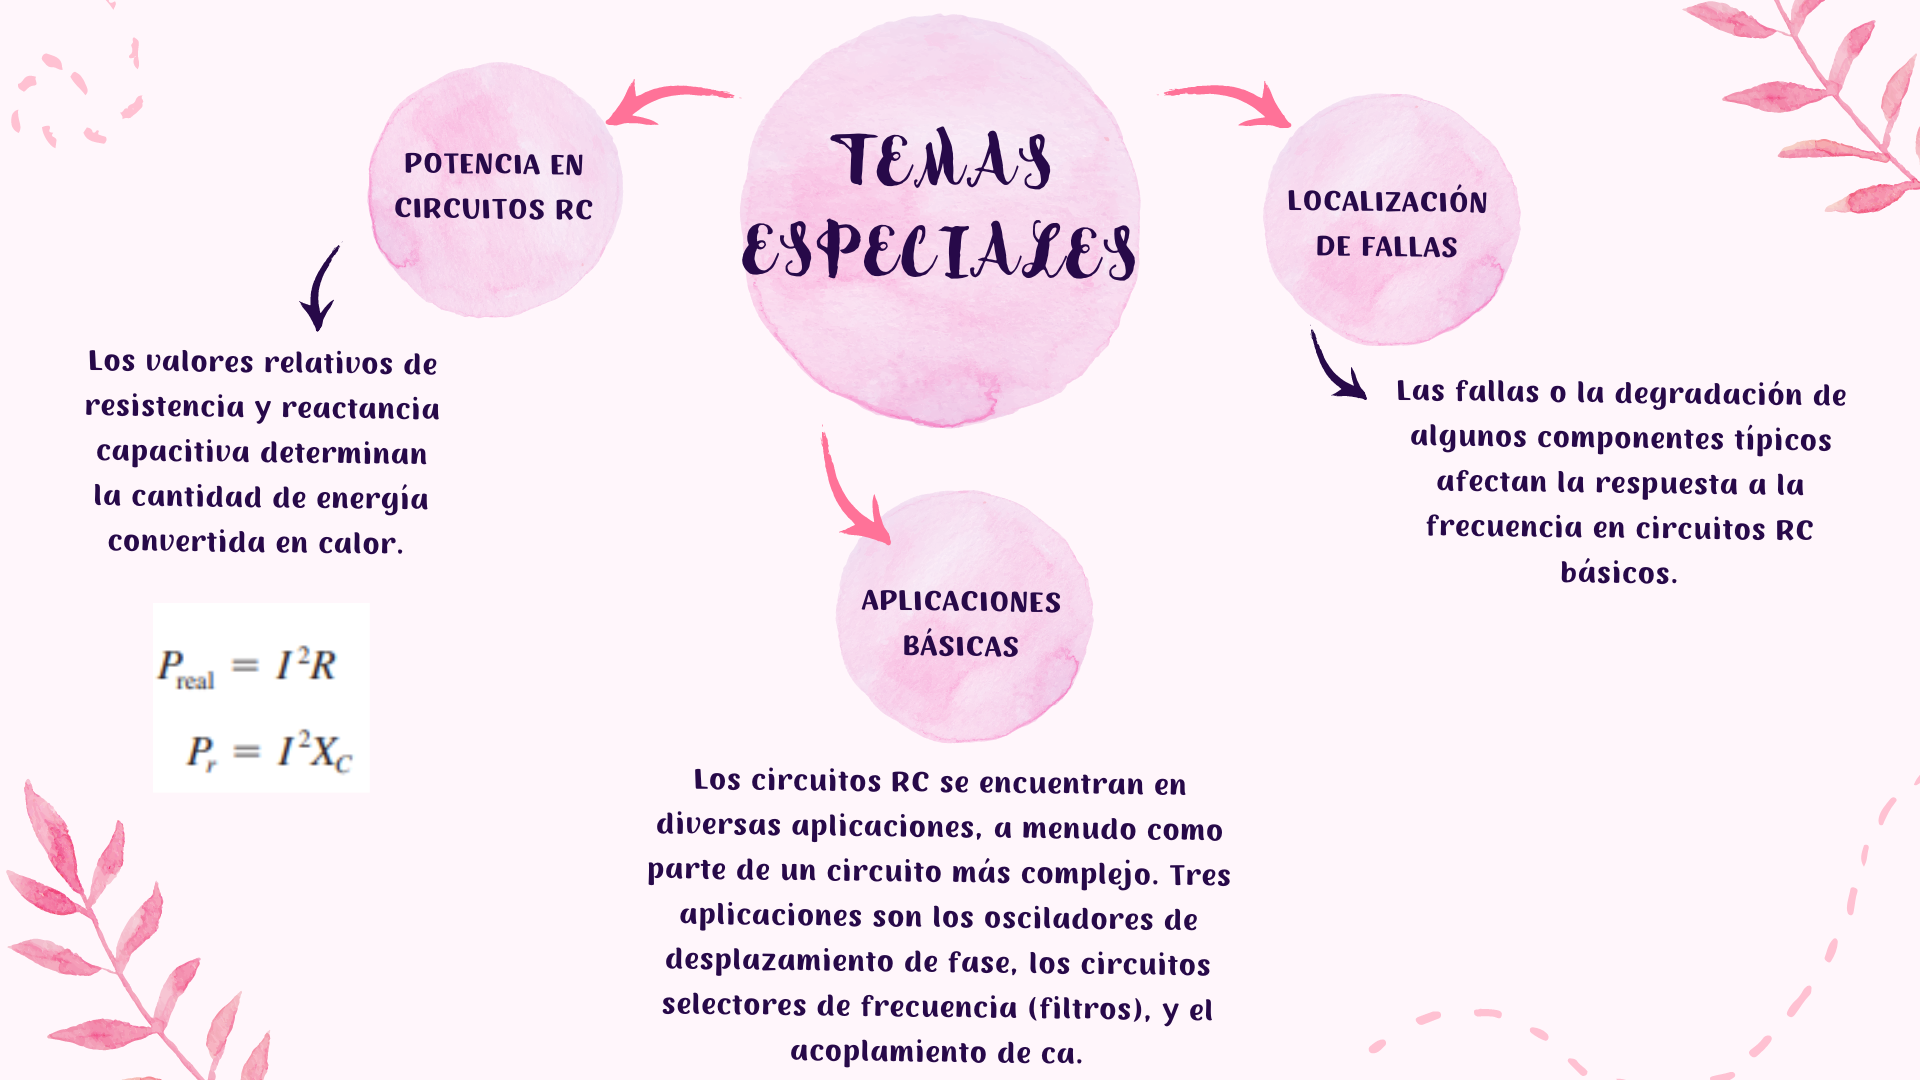 TEMAS
ESPECIALES
POTENCIA EN
CIRCUITOS RC
Los valores relativos de
resistencia y reactancia
capacitiva determinan
la cantidad de energía
convertida en calor.
P_real = I²R
P_r = I²X_C
APLICACIONES
BÁSICAS
Los circuitos RC se encuentran en
diversas aplicaciones, a menudo como
parte de un circuito más complejo. Tres
aplicaciones son los osciladores de
desplazamiento de fase, los circuitos
selectores de frecuencia (filtros), y el
acoplamiento de ca.
LOCALIZACIÓN
DE FALLAS
Las fallas o la degradación de
algunos componentes típicos
afectan la respuesta a la
frecuencia en circuitos RC
básicos.